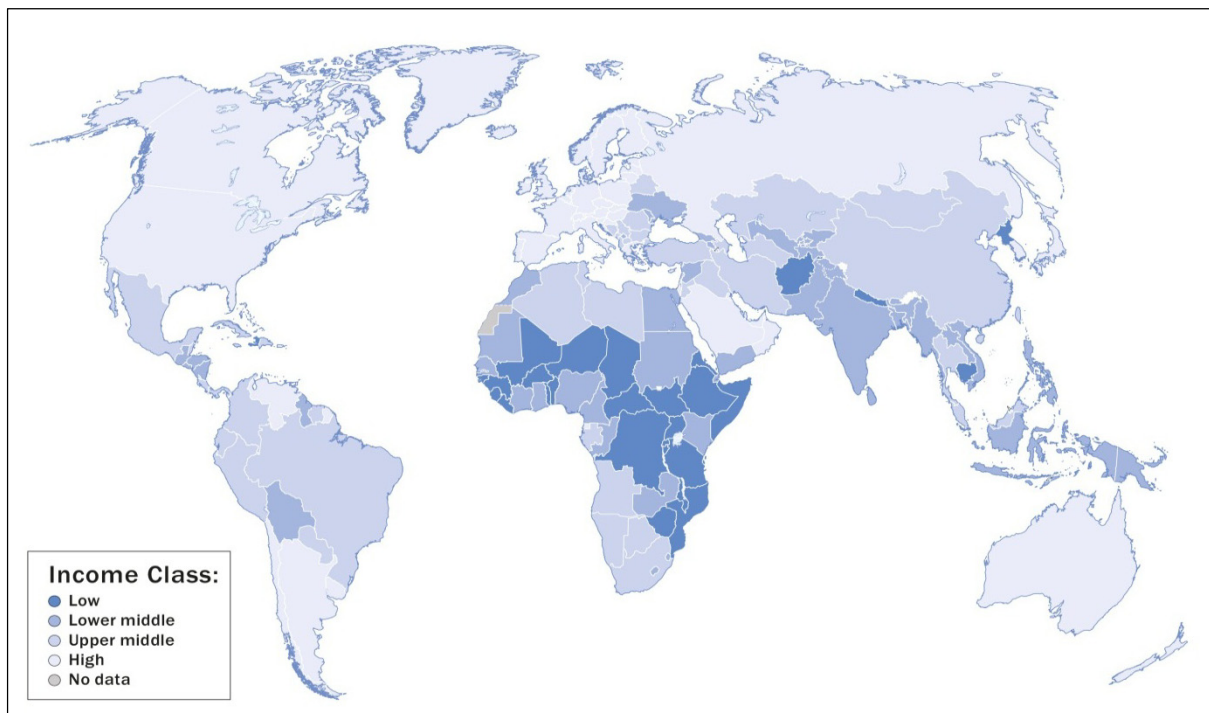 Income Class:
Low
Lower middle
Upper middle
High
No data